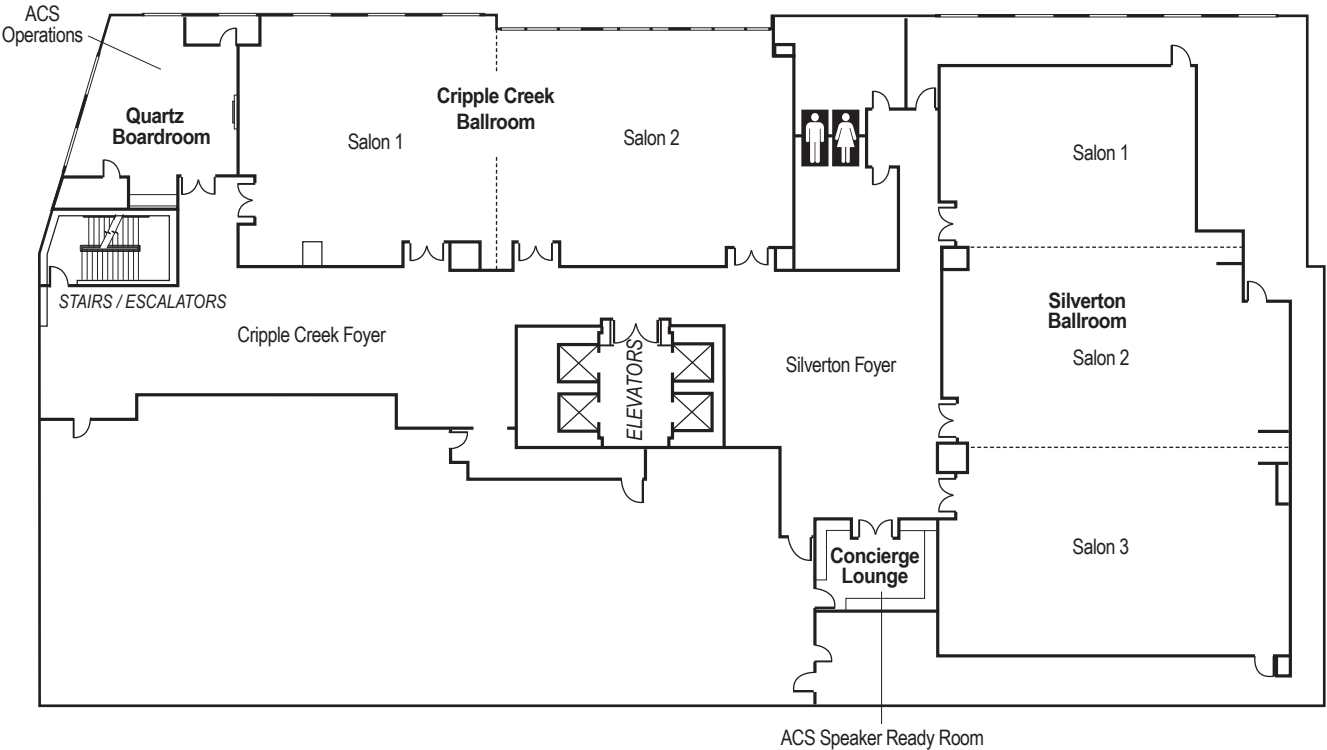 ACS
Operations
Quartz
Boardroom
Cripple Creek
Ballroom
Salon 1
Salon 2
Salon 1
STAIRS / ESCALATORS
Cripple Creek Foyer
ELEVATORS
Silverton Foyer
Silverton
Ballroom
Salon 2
Salon 3
Concierge
Lounge
ACS Speaker Ready Room